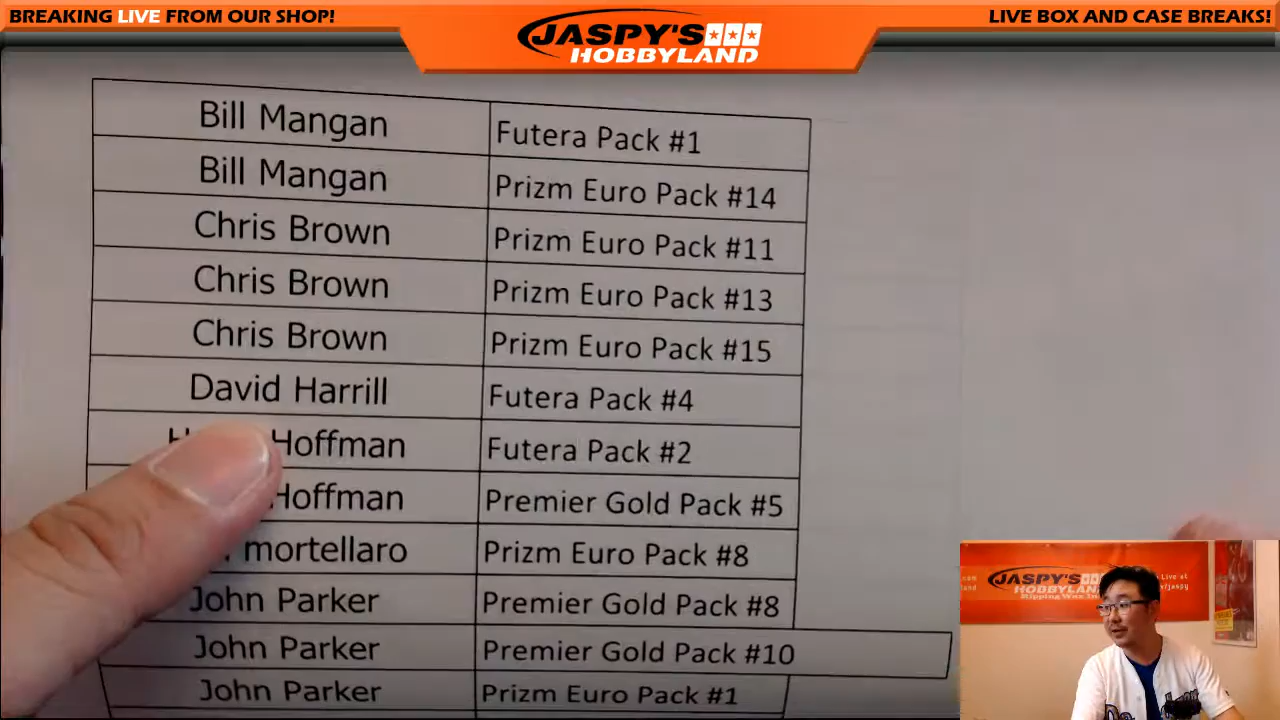 BREAKING LIVE FROM OUR SHOP!
JASPY'S
HOBBYLAND
LIVE BOX AND CASE BREAKS!
Bill Mangan Futera Pack #1
Bill Mangan Prizm Euro Pack #14
Chris Brown Prizm Euro Pack #11
Chris Brown Prizm Euro Pack #13
Chris Brown Prizm Euro Pack #15
David Harrill Futera Pack #4
Hoffman Futera Pack #2
Hoffman Premier Gold Pack #5
mortellaro Prizm Euro Pack #8
John Parker Premier Gold Pack #8
John Parker Premier Gold Pack #10
John Parker Prizm Euro Pack #1
JASPY'S
HOBBYLAND
Ripping Wax
Live at